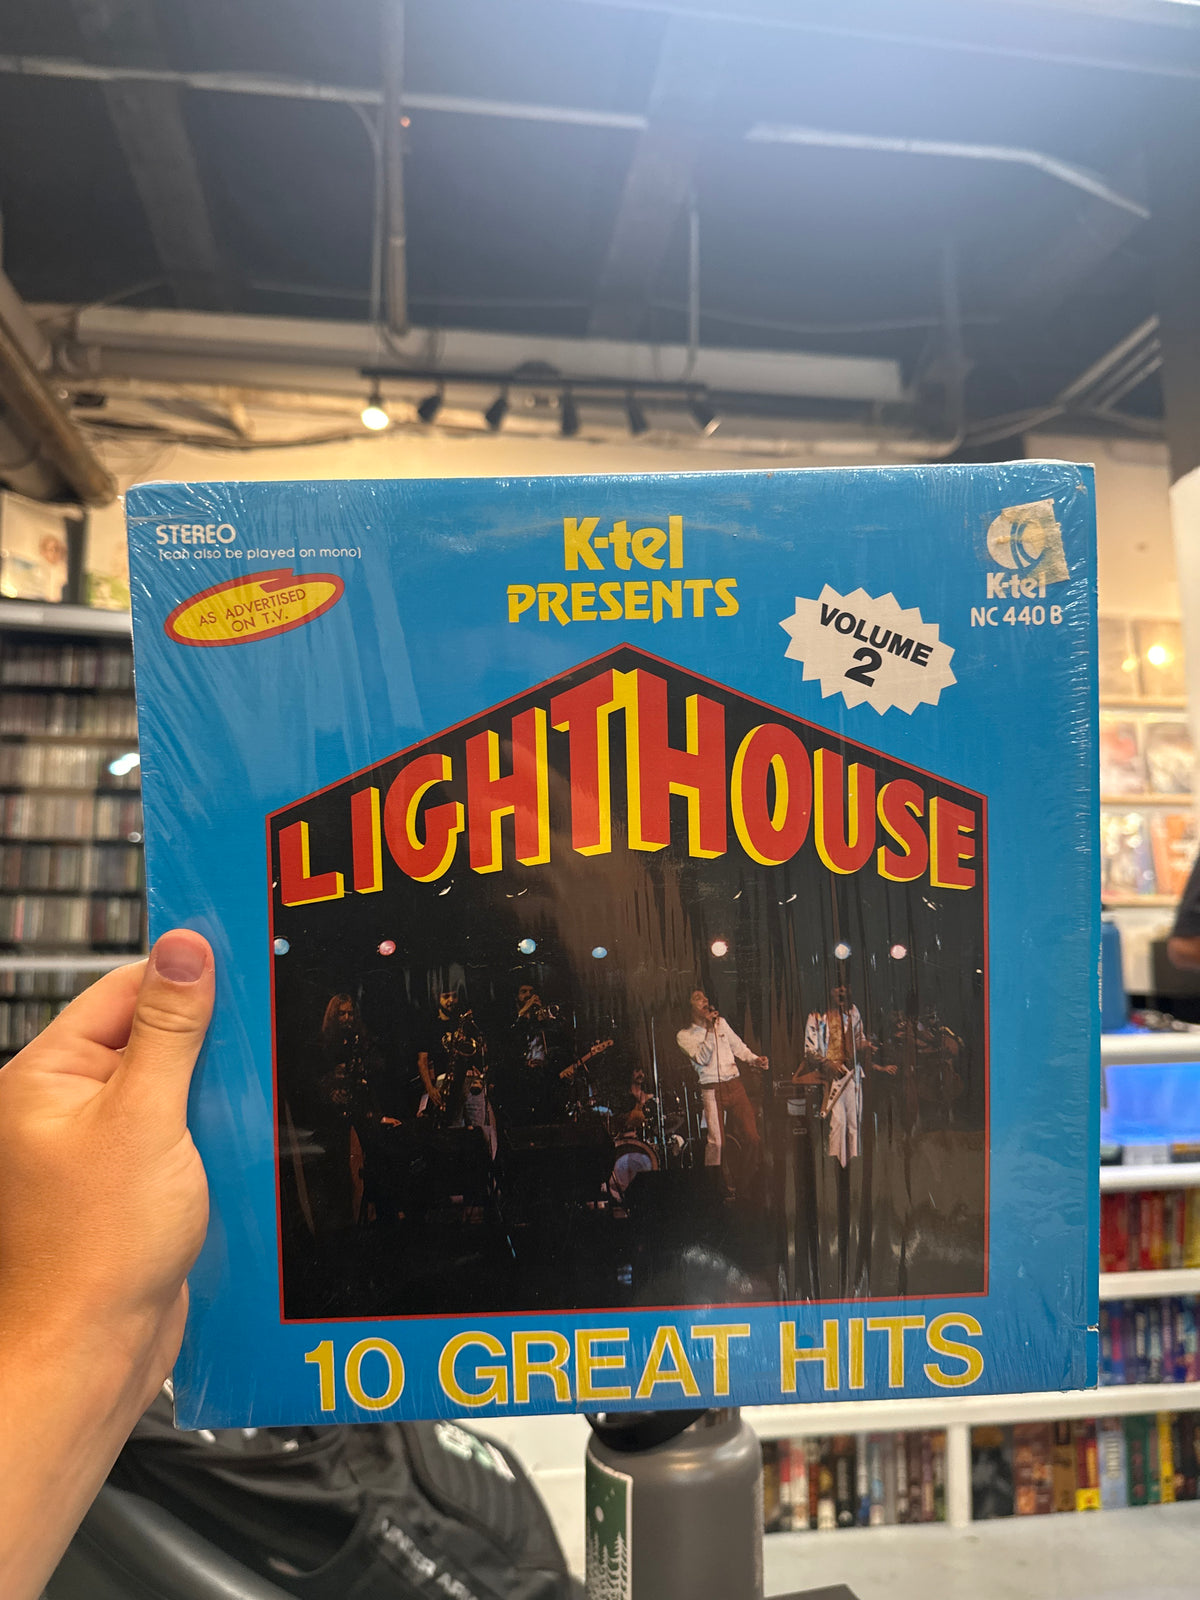 STEREO
(can also be played on mono)
AS ADVERTISED
ON T.V.
K-tel
PRESENTS
VOLUME
2
K-tel
NC 440 B
LIGHTHOUSE
10 GREAT HITS
UNDER